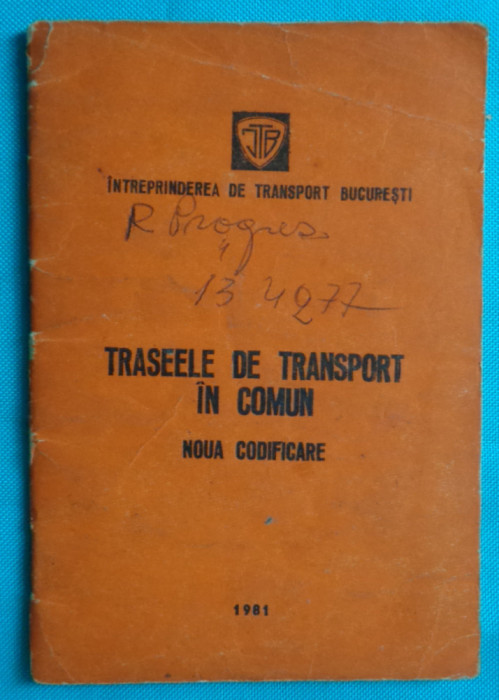 ITB
ÎNTREPRINDEREA DE TRANSPORT BUCUREȘTI
R Progres
13 4277
TRASEELE DE TRANSPORT
ÎN COMUN
NOUA CODIFICARE
1981